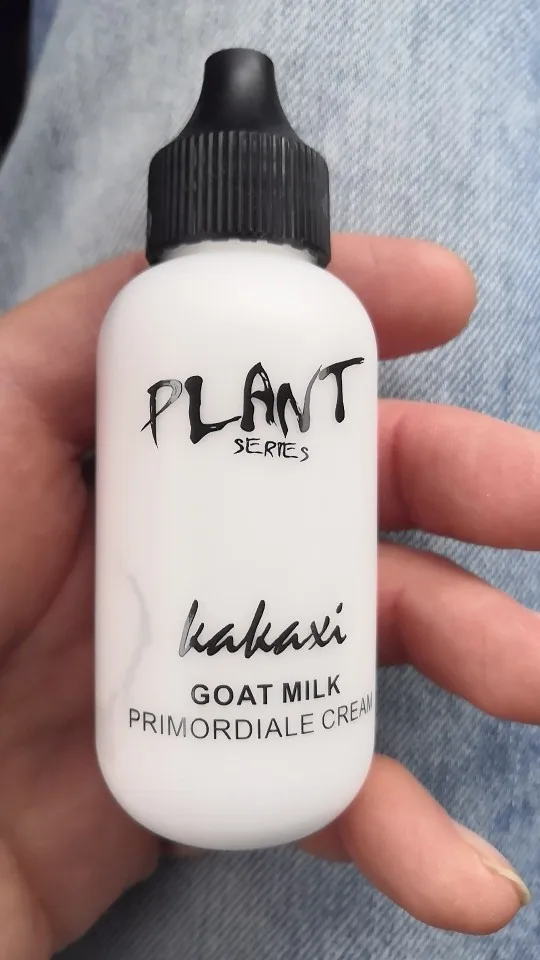 PLANT
SERIES
kakaxi
GOAT MILK
PRIMORDIALE CREAM